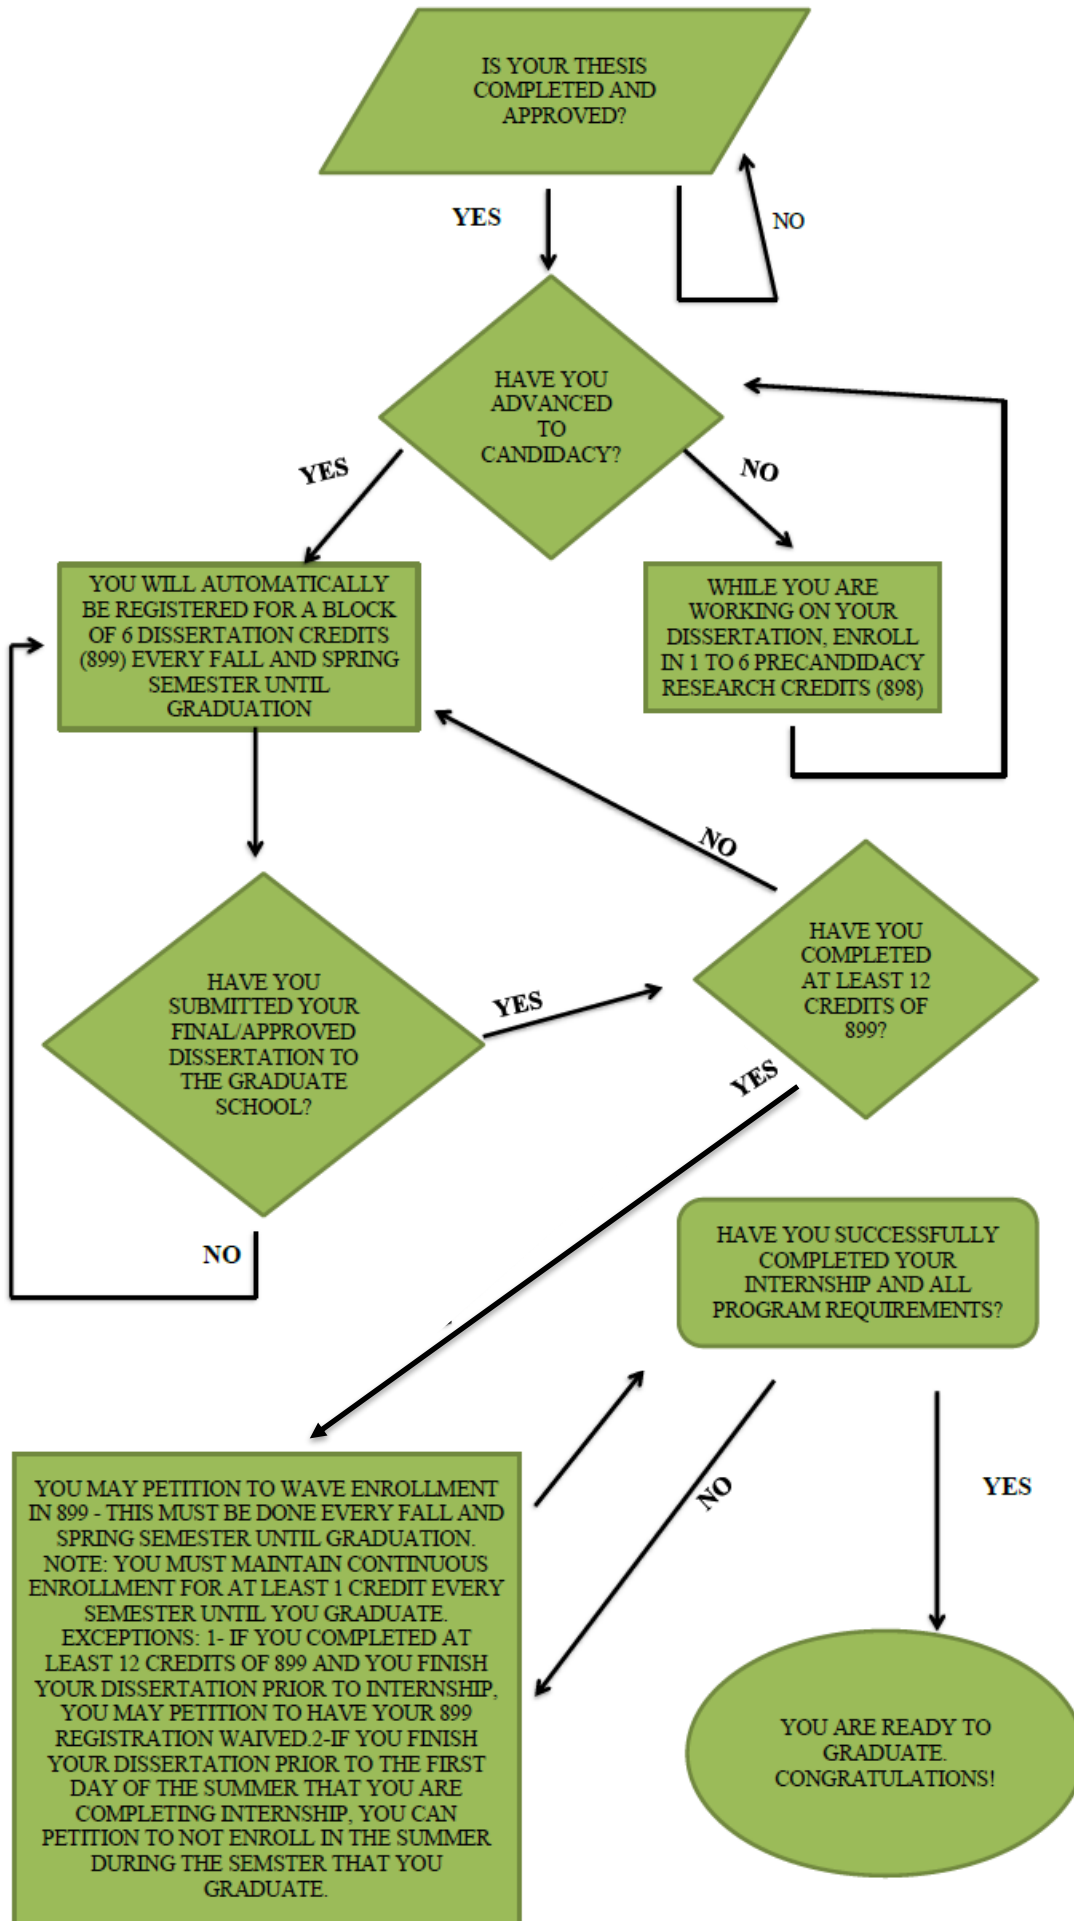 IS YOUR THESIS
COMPLETED AND
APPROVED?
YES
NO
HAVE YOU
ADVANCED
TO
CANDIDACY?
YES
NO
YOU WILL AUTOMATICALLY
BE REGISTERED FOR A BLOCK
OF 6 DISSERTATION CREDITS
(899) EVERY FALL AND SPRING
SEMESTER UNTIL
GRADUATION
WHILE YOU ARE
WORKING ON YOUR
DISSERTATION, ENROLL
IN 1 TO 6 PRECANDIDACY
RESEARCH CREDITS (898)
NO
HAVE YOU
COMPLETED
AT LEAST 12
CREDITS OF
899?
HAVE YOU
SUBMITTED YOUR
FINAL/APPROVED
DISSERTATION TO
THE GRADUATE
SCHOOL?
YES
YES
NO
HAVE YOU SUCCESSFULLY
COMPLETED YOUR
INTERNSHIP AND ALL
PROGRAM REQUIREMENTS?
NO
YES
YOU MAY PETITION TO WAVE ENROLLMENT
IN 899 - THIS MUST BE DONE EVERY FALL AND
SPRING SEMESTER UNTIL GRADUATION.
NOTE: YOU MUST MAINTAIN CONTINUOUS
ENROLLMENT FOR AT LEAST 1 CREDIT EVERY
SEMESTER UNTIL YOU GRADUATE.
EXCEPTIONS: 1- IF YOU COMPLETED AT
LEAST 12 CREDITS OF 899 AND YOU FINISH
YOUR DISSERTATION PRIOR TO INTERNSHIP,
YOU MAY PETITION TO HAVE YOUR 899
REGISTRATION WAIVED.2-IF YOU FINISH
YOUR DISSERTATION PRIOR TO THE FIRST
DAY OF THE SUMMER THAT YOU ARE
COMPLETING INTERNSHIP, YOU CAN
PETITION TO NOT ENROLL IN THE SUMMER
DURING THE SEMSTER THAT YOU
GRADUATE.
YOU ARE READY TO
GRADUATE.
CONGRATULATIONS!